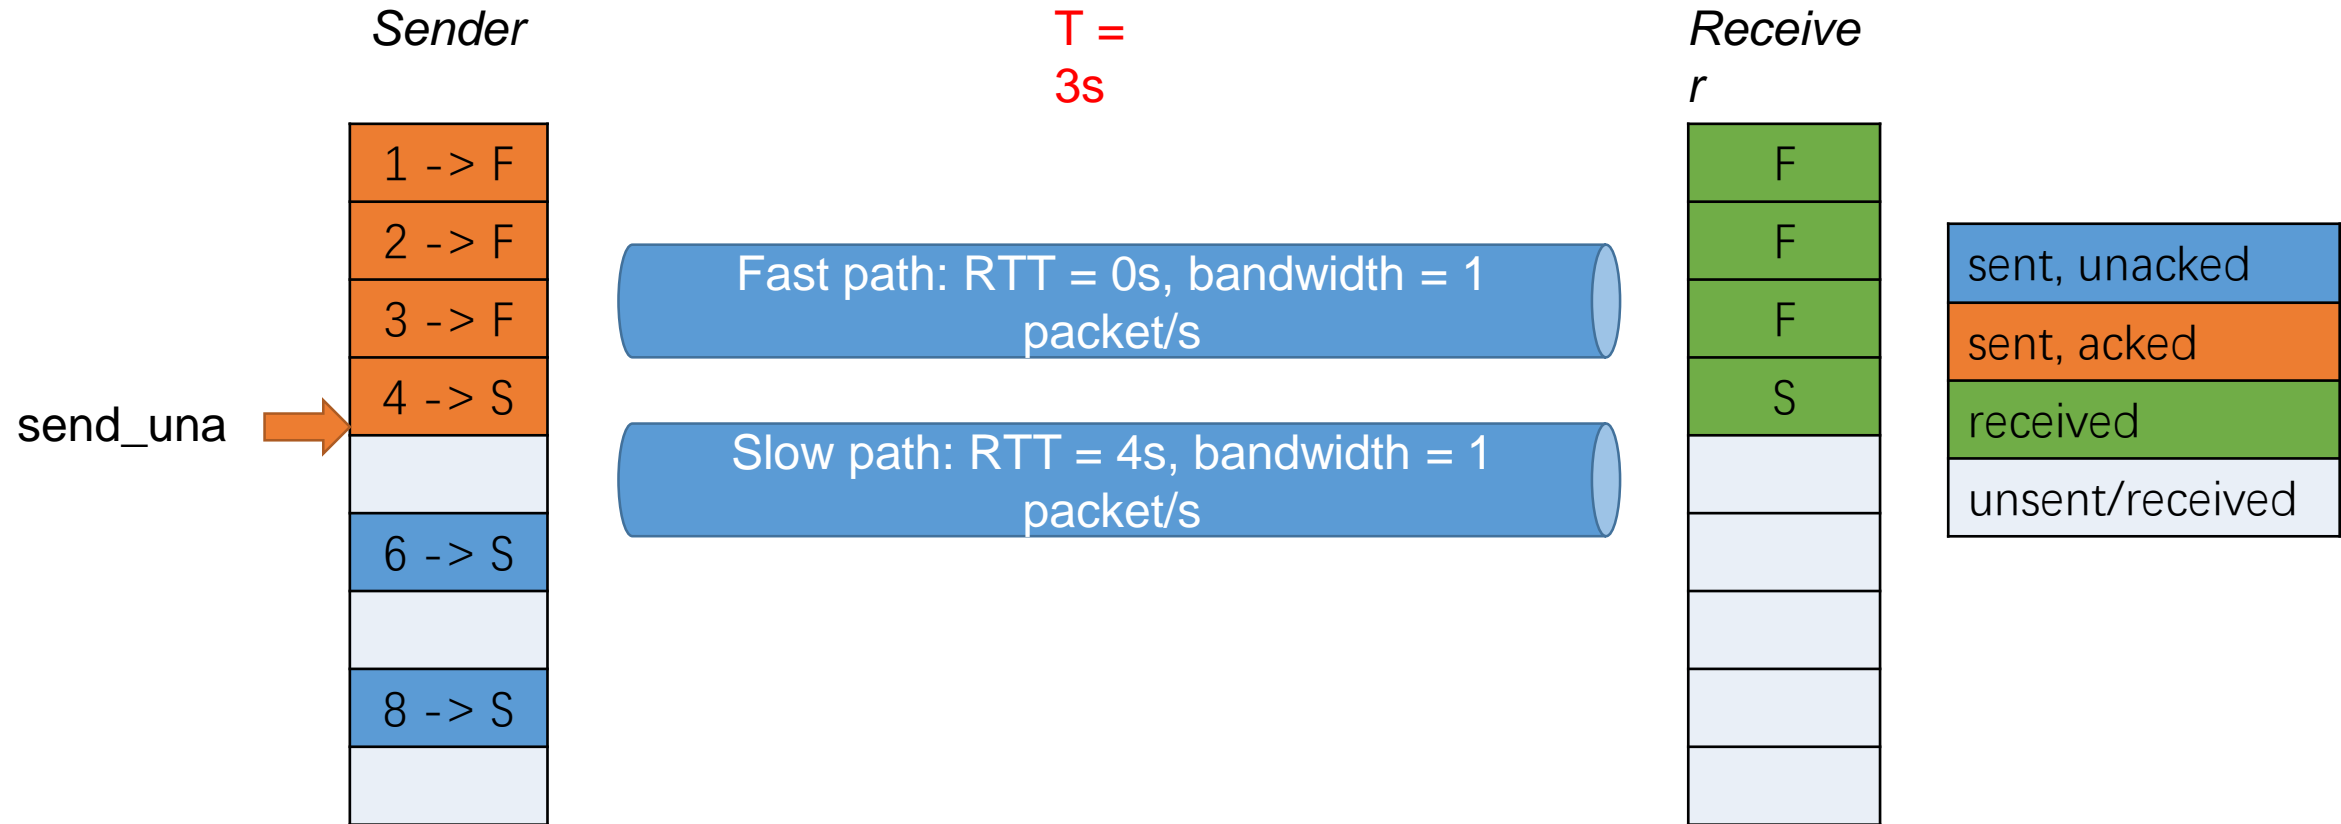 Sender
T =
3s
Receive
r
1 -> F
2 -> F
3 -> F
4 -> S
6 -> S
8 -> S
send_una
Fast path: RTT = 0s, bandwidth = 1
packet/s
Slow path: RTT = 4s, bandwidth = 1
packet/s
F
F
F
S
sent, unacked
sent, acked
received
unsent/received